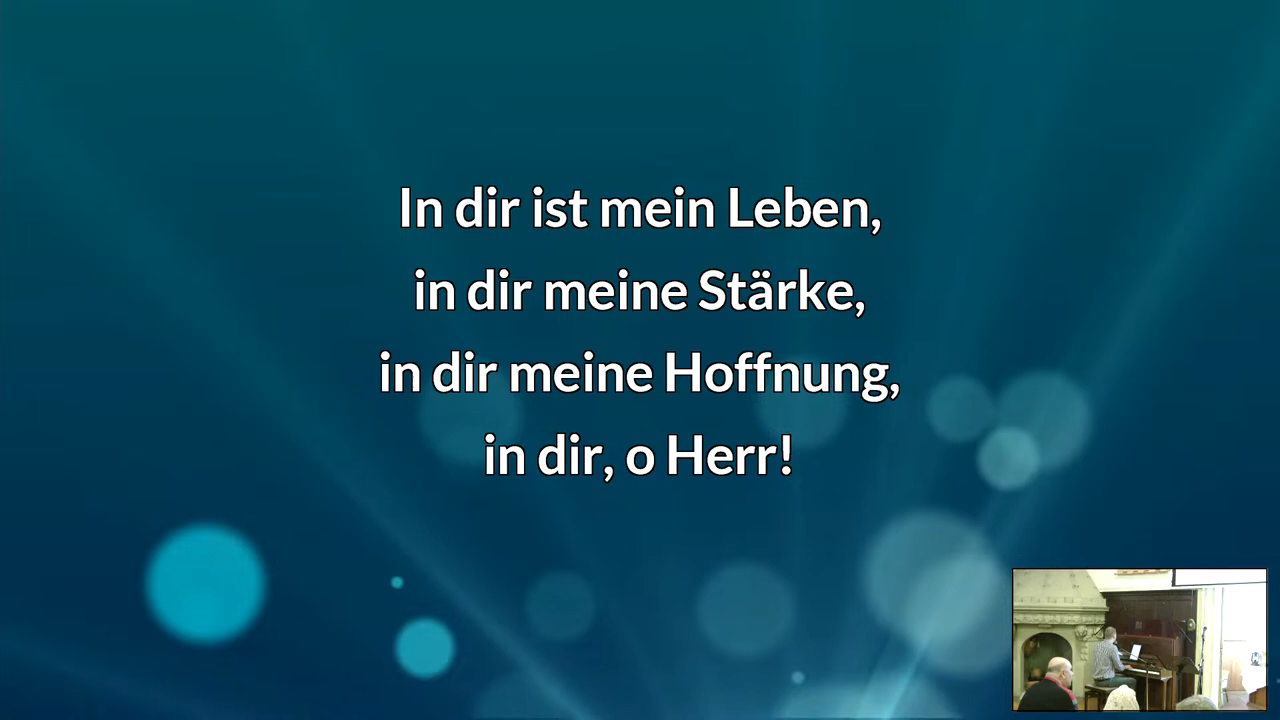 In dir ist mein Leben,
in dir meine Stärke,
in dir meine Hoffnung,
in dir, o Herr!